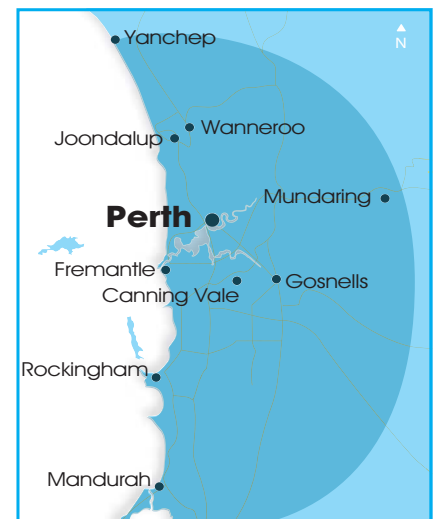 Yanchep
N
Wanneroo
Joondalup
Mundaring
Perth
Fremantle
Gosnells
Canning Vale
Rockingham
Mandurah